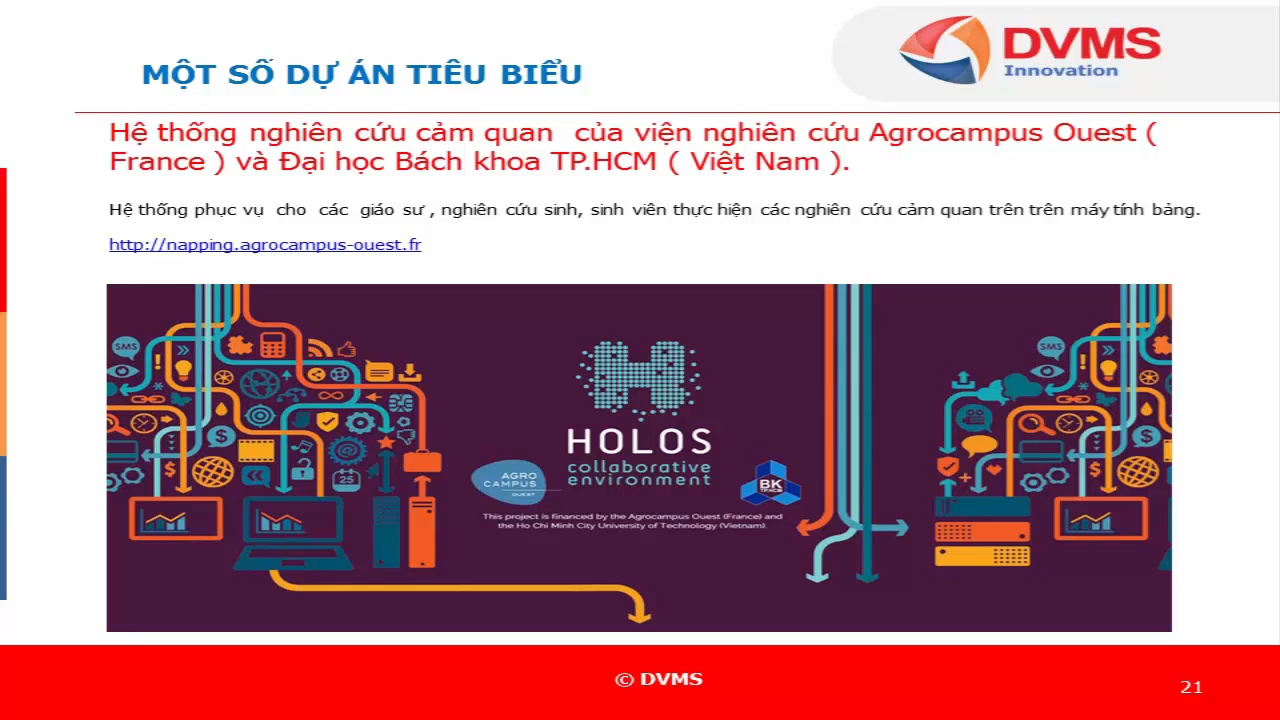 DVMS
Innovation
MỘT SỐ DỰ ÁN TIÊU BIỂU
Hệ thống nghiên cứu cảm quan của viện nghiên cứu Agrocampus Ouest (
France ) và Đại học Bách khoa TP.HCM ( Việt Nam ).
Hệ thống phục vụ cho các giáo sư , nghiên cứu sinh, sinh viên thực hiện các nghiên cứu cảm quan trên trên máy tính bảng.
http://napping.agrocampus-ouest.fr
SMS
SMS
$
$
$
$
25
HOLOS
collaborative
environment
AGRO
CAMPUS
OUEST
BK
TP.HCM
This project is financed by the Agrocampus Ouest (France) and
the Ho Chi Minh City University of Technology (Vietnam).
© DVMS
21